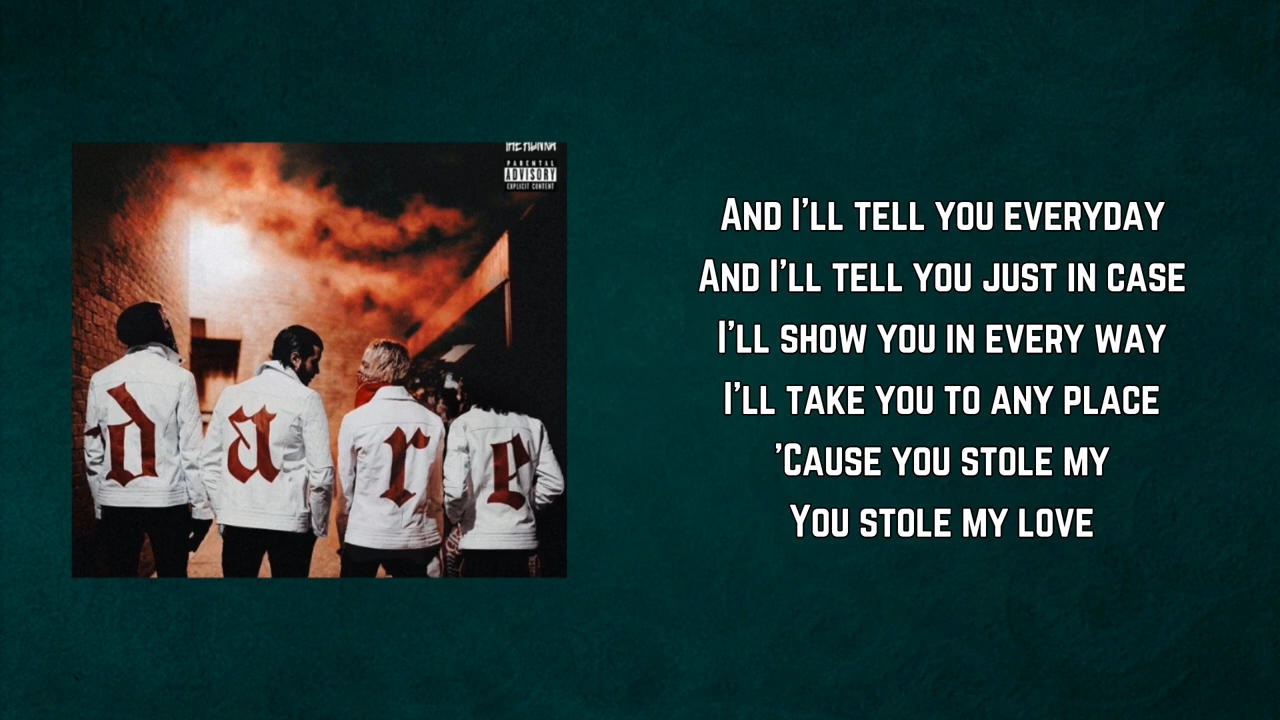 PARENTAL
ADVISORY
EXPLICIT CONTENT
d a r e
And I'll tell you everyday
And I'll tell you just in case
I'll show you in every way
I'll take you to any place
'Cause you stole my
You stole my love